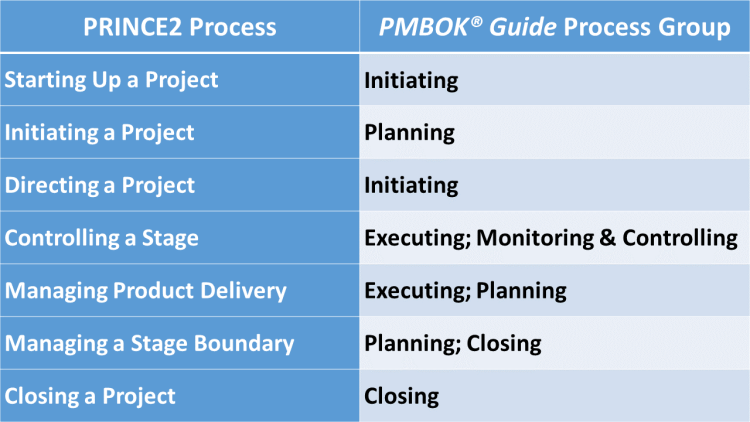 PRINCE2 Process PMBOK® Guide Process Group
Starting Up a Project Initiating
Initiating a Project Planning
Directing a Project Initiating
Controlling a Stage Executing; Monitoring & Controlling
Managing Product Delivery Executing; Planning
Managing a Stage Boundary Planning; Closing
Closing a Project Closing